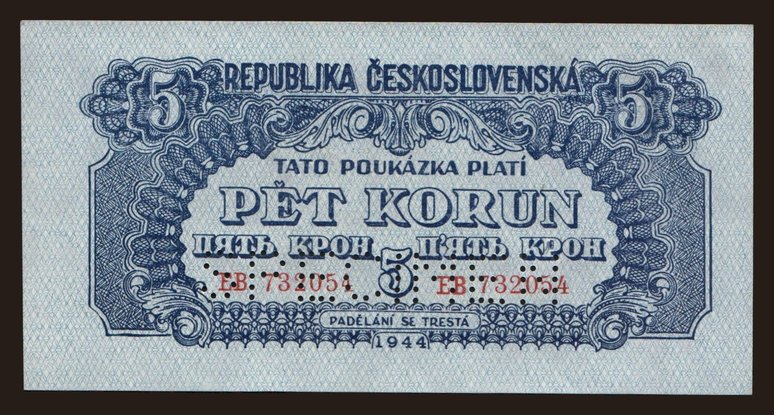 5 REPUBLIKA ČESKOSLOVENSKÁ 5
TATO POUKÁZKA PLATÍ
PĚT KORUN
ПЯТЬ КРОН П'ЯТЬ КРОН
EB 732054 5 EB 732054
PADĚLÁNÍ SE TRESTÁ
1944